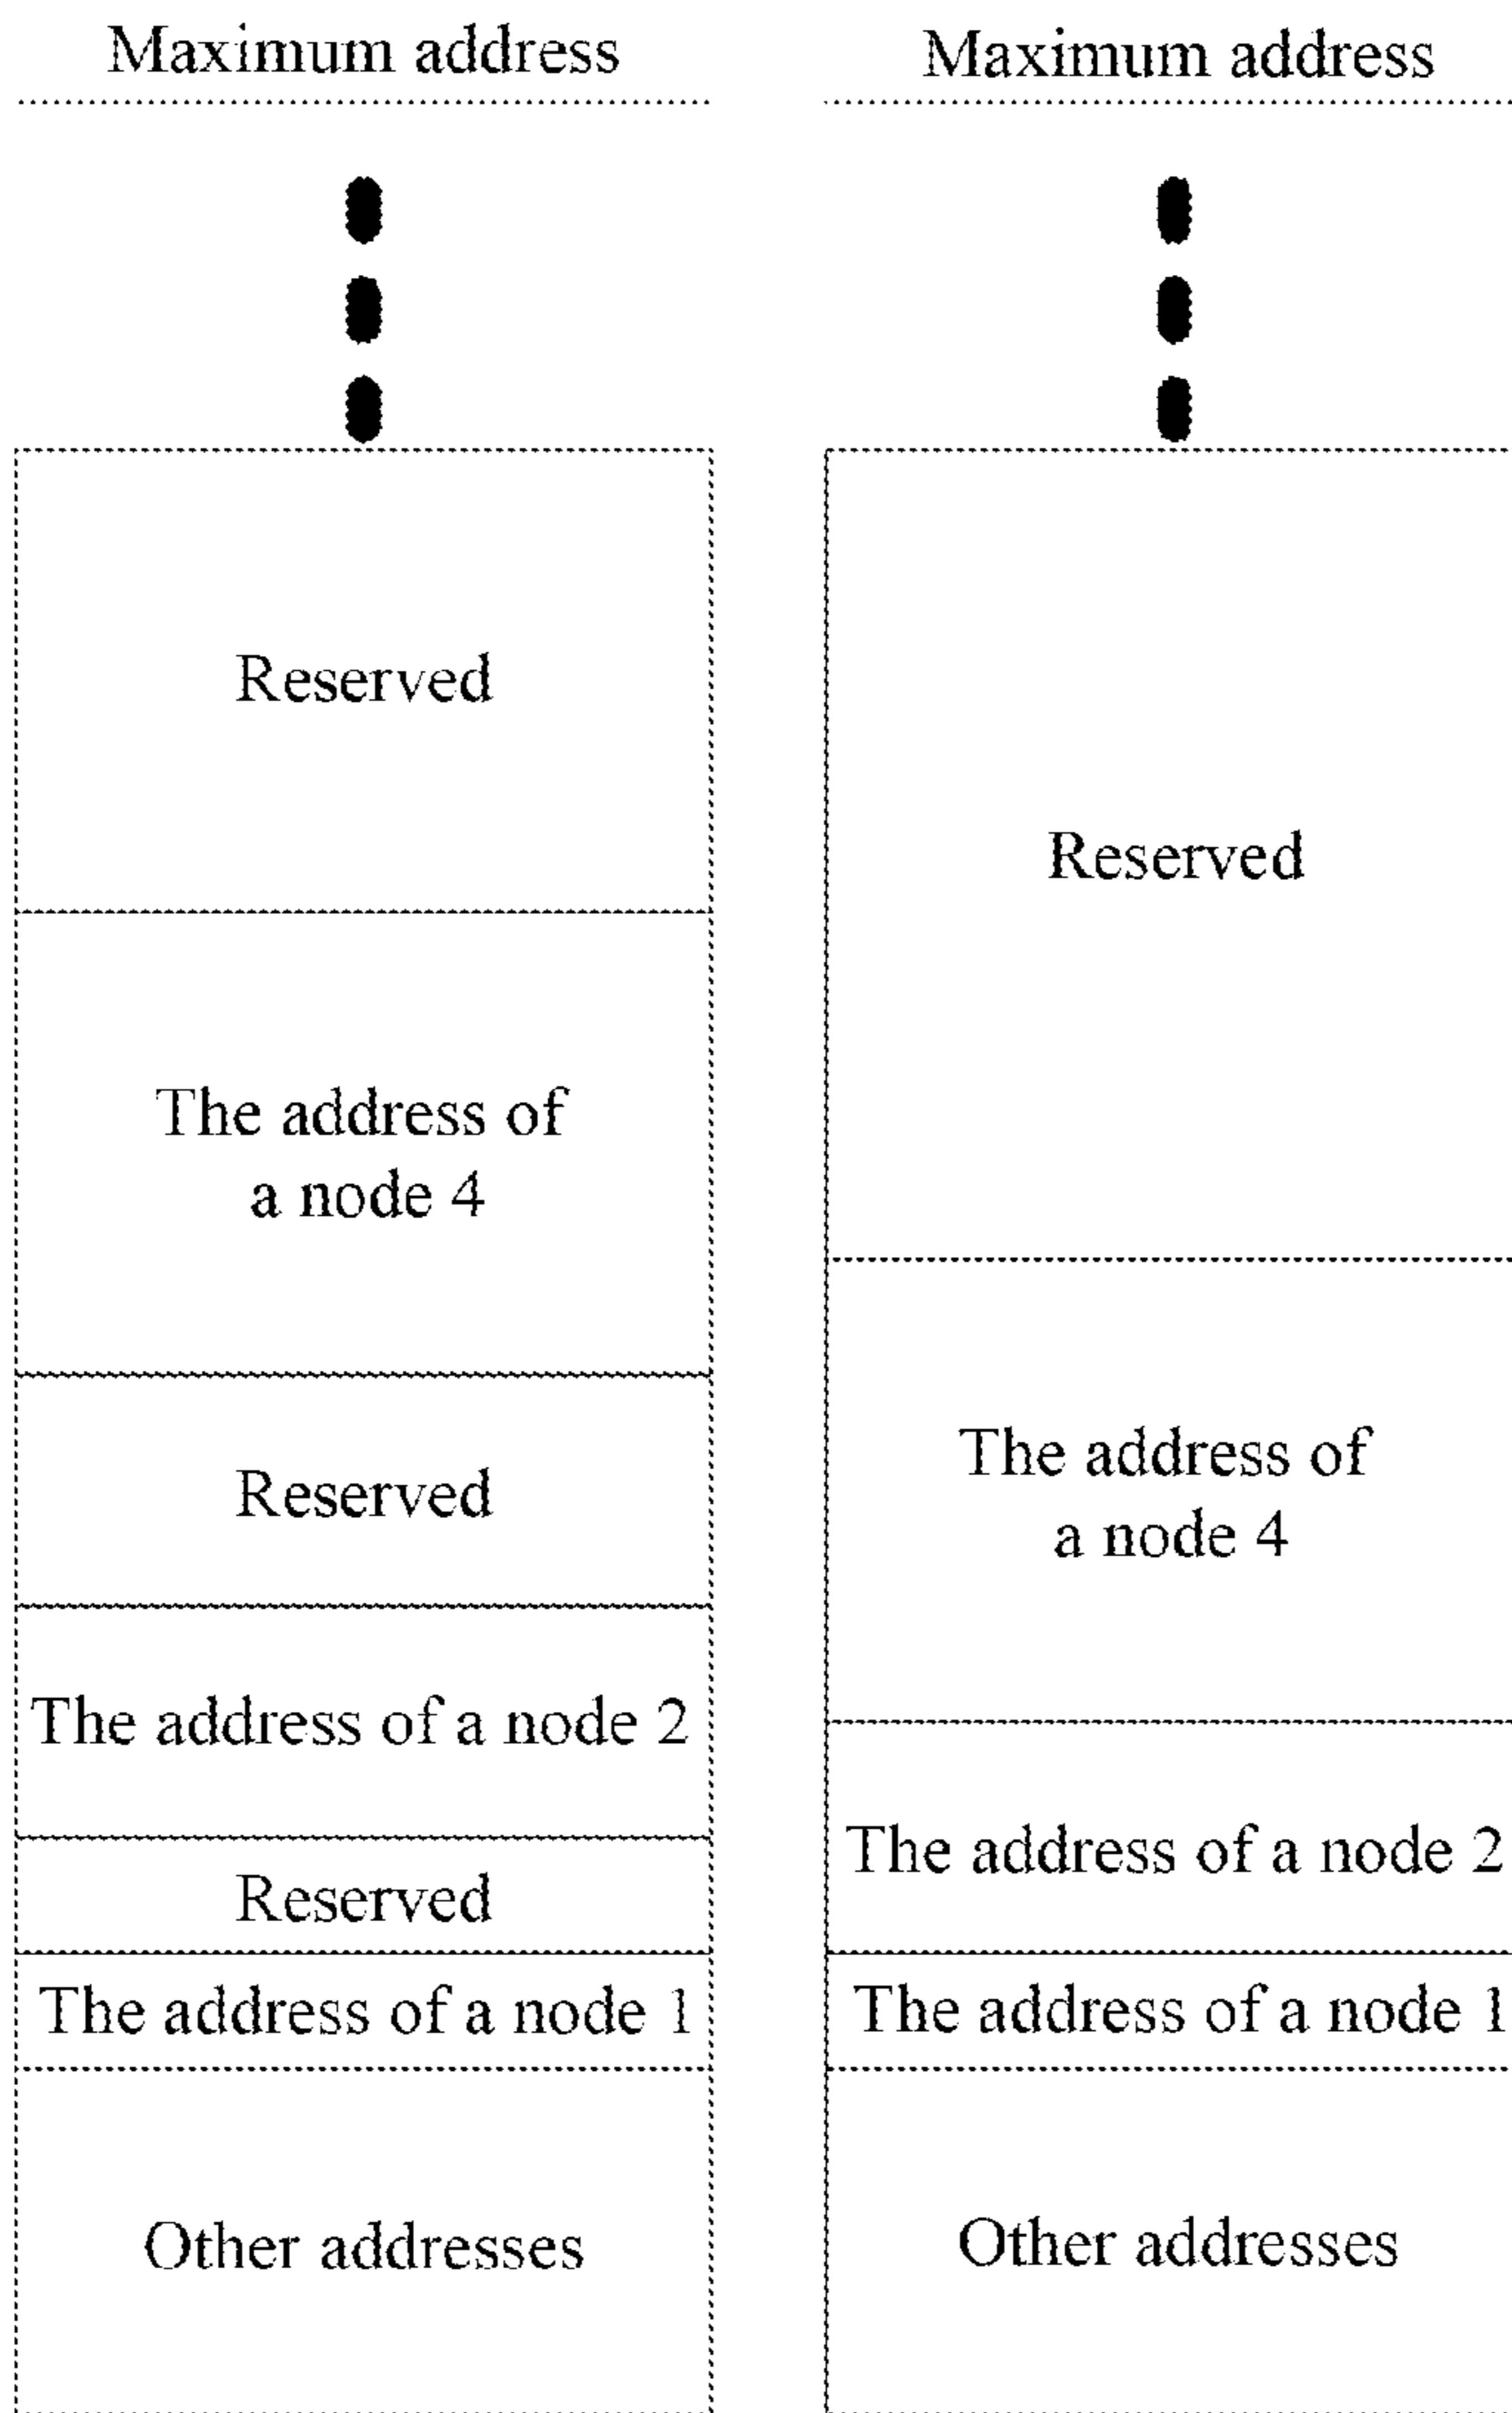 Maximum address
Reserved
The address of
a node 4
Reserved
The address of a node 2
Reserved
The address of a node 1
Other addresses
Maximum address
Reserved
The address of
a node 4
The address of a node 2
The address of a node 1
Other addresses